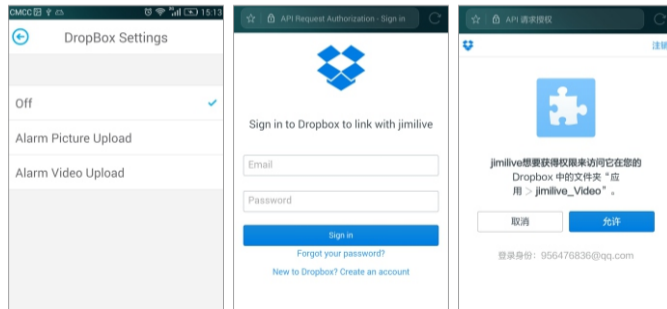 CMCC 15:13
DropBox Settings
Off
Alarm Picture Upload
Alarm Video Upload
API Request Authorization - Sign in
Sign in to Dropbox to link with jimilive
Email
Password
Sign in
Forgot your password?
New to Dropbox? Create an account
API 请求授权
注销
jimilive想要获得权限来访问它在您的
Dropbox 中的文件夹“应
用 > jimilive_Video”。
取消 允许
登录身份: 956476836@qq.com